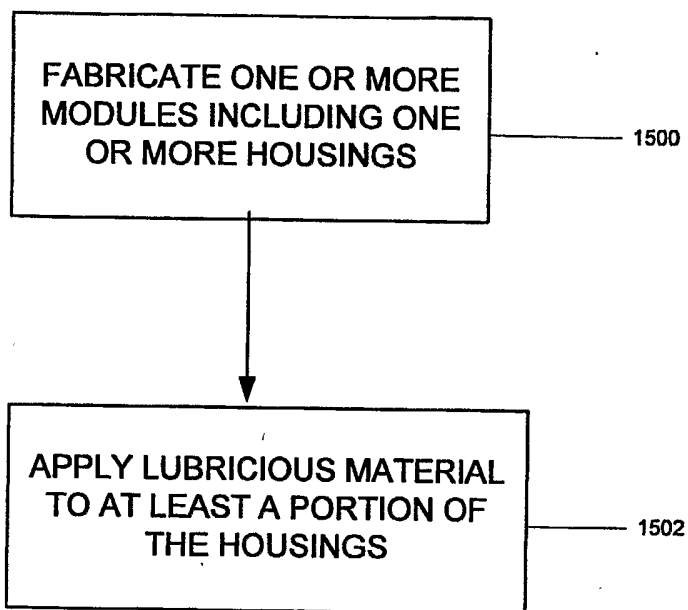 FABRICATE ONE OR MORE
MODULES INCLUDING ONE
OR MORE HOUSINGS
1500
APPLY LUBRICIOUS MATERIAL
TO AT LEAST A PORTION OF
THE HOUSINGS
1502